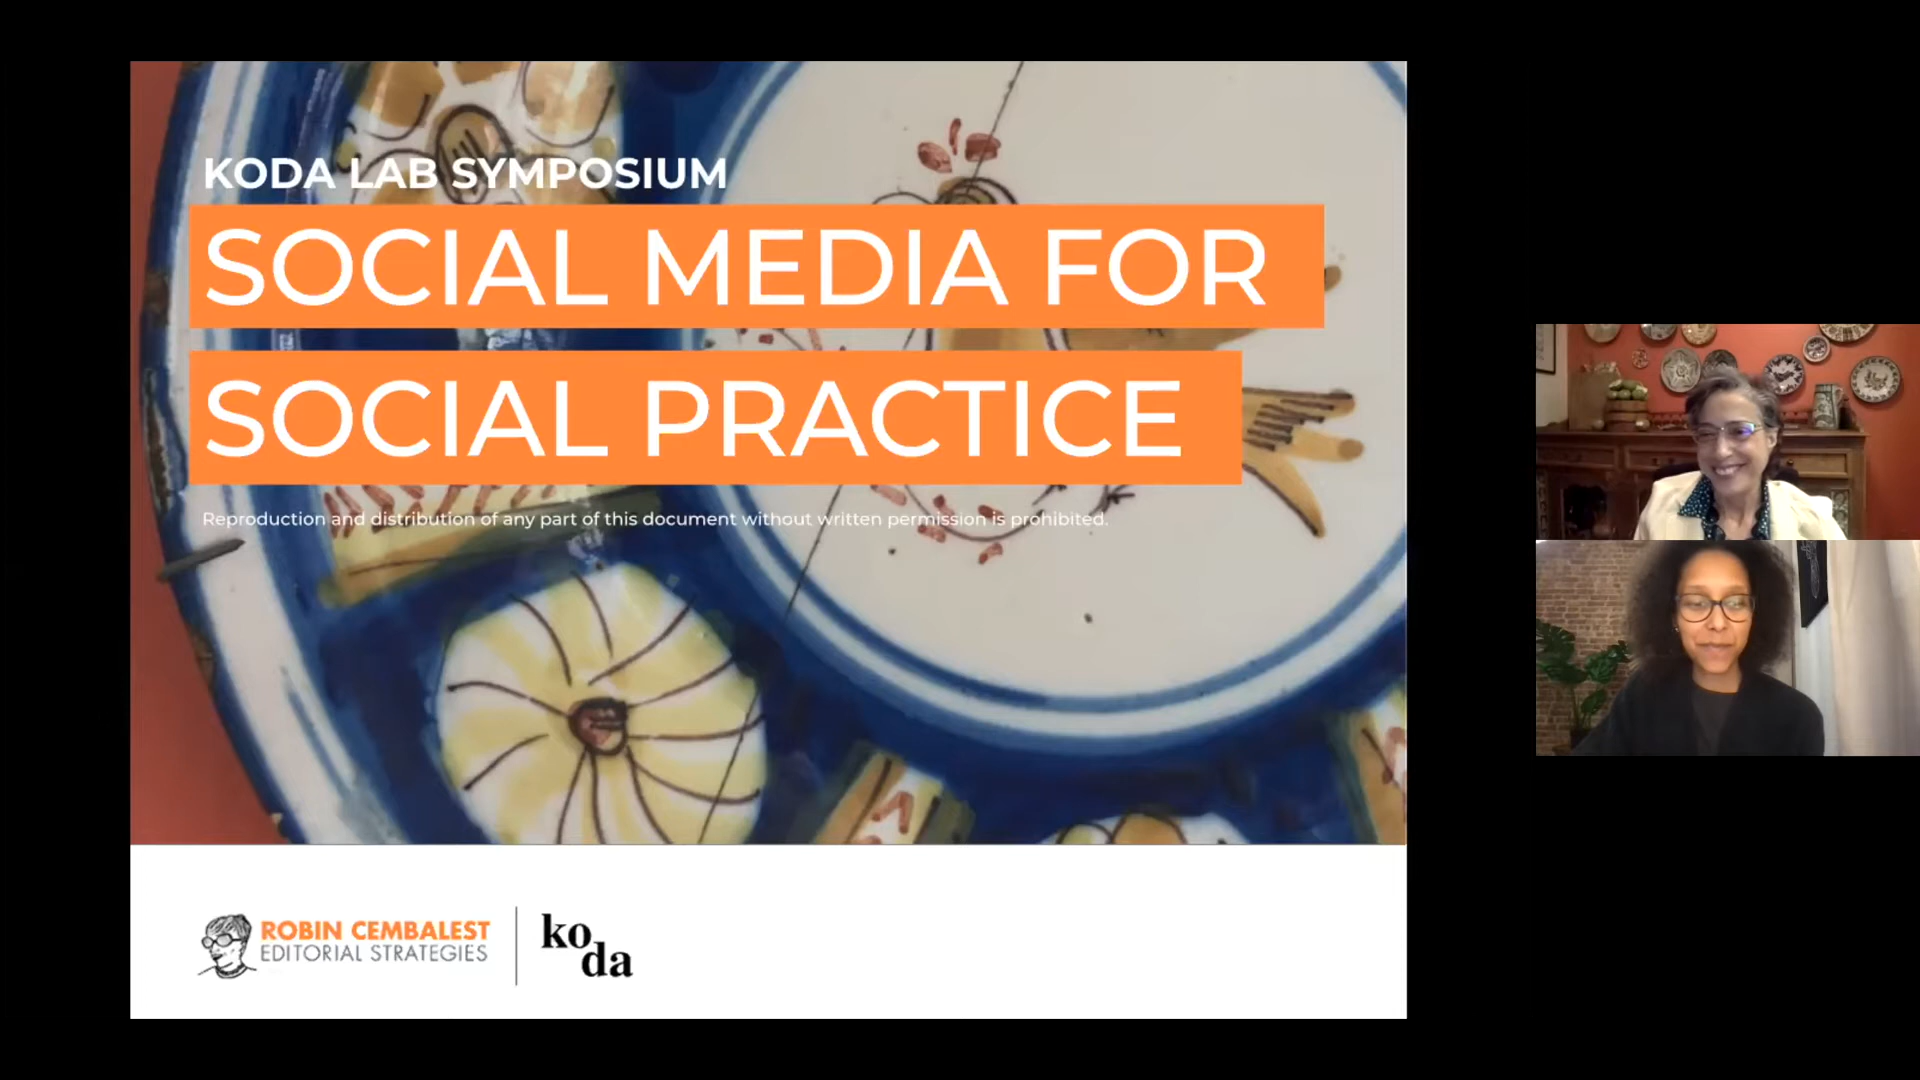 KODA LAB SYMPOSIUM
SOCIAL MEDIA FOR
SOCIAL PRACTICE
Reproduction and distribution of any part of this document without written permission is prohibited.
ROBIN CEMBALEST
EDITORIAL STRATEGIES
ko
da